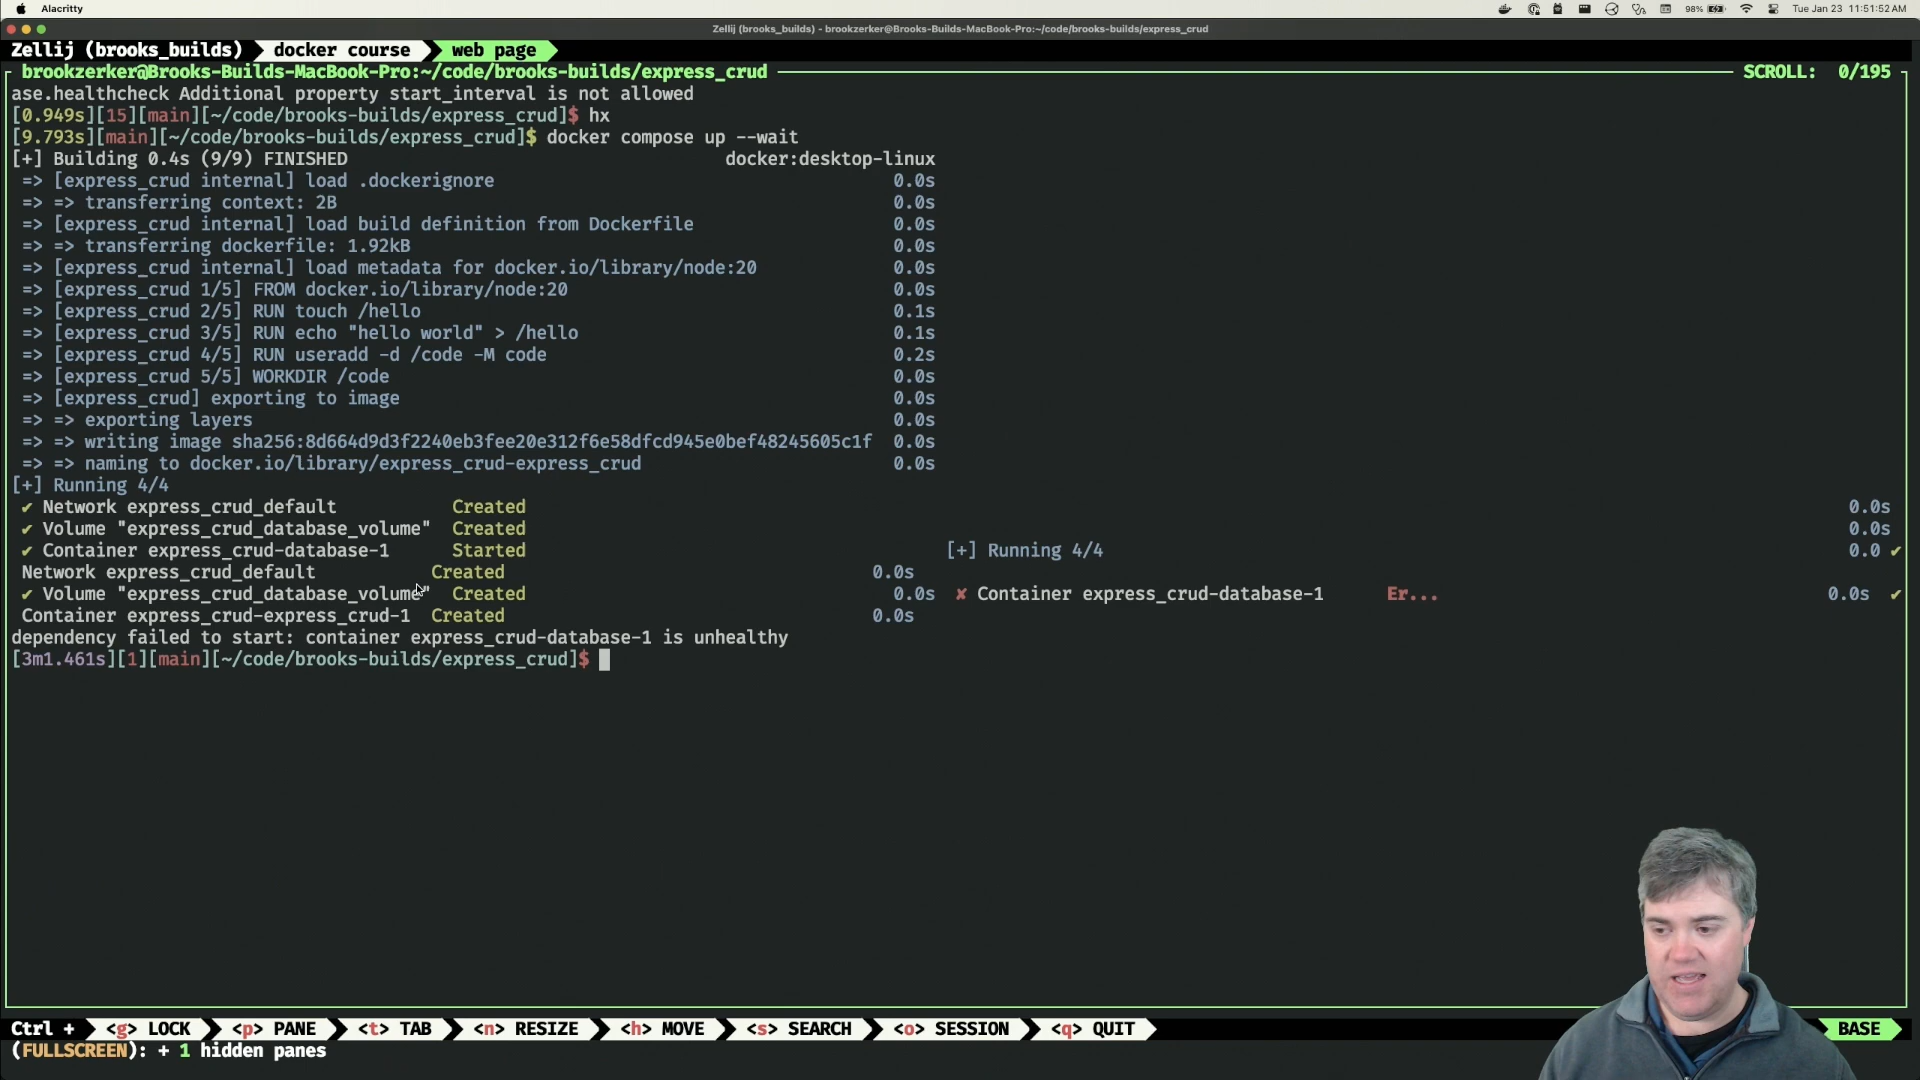 Alacritty
98%
Tue Jan 23 11:51:52 AM
Zellij (brooks_builds) - brookzerker@Brooks-Builds-MacBook-Pro:~/code/brooks-builds/express_crud
Zellij (brooks_builds) docker course web page
brookzerker@Brooks-Builds-MacBook-Pro:~/code/brooks-builds/express_crud SCROLL: 0/195
ase.healthcheck Additional property start_interval is not allowed
[0.949s][15][main][~/code/brooks-builds/express_crud]$ hx
[9.793s][main][~/code/brooks-builds/express_crud]$ docker compose up --wait
[+] Building 0.4s (9/9) FINISHED docker:desktop-linux
=> [express_crud internal] load .dockerignore 0.0s
=> => transferring context: 2B 0.0s
=> [express_crud internal] load build definition from Dockerfile 0.0s
=> => transferring dockerfile: 1.92kB 0.0s
=> [express_crud internal] load metadata for docker.io/library/node:20 0.0s
=> [express_crud 1/5] FROM docker.io/library/node:20 0.0s
=> [express_crud 2/5] RUN touch /hello 0.1s
=> [express_crud 3/5] RUN echo "hello world" > /hello 0.1s
=> [express_crud 4/5] RUN useradd -d /code -M code 0.2s
=> [express_crud 5/5] WORKDIR /code 0.0s
=> [express_crud] exporting to image 0.0s
=> => exporting layers 0.0s
=> => writing image sha256:8d664d9d3f2240eb3fee20e312f6e58dfcd945e0bef48245605c1f 0.0s
=> => naming to docker.io/library/express_crud-express_crud 0.0s
[+] Running 4/4
✔ Network express_crud_default Created 0.0s
✔ Volume "express_crud_database_volume" Created 0.0s
✔ Container express_crud-database-1 Started [+] Running 4/4 0.0 ✔
Network express_crud_default Created 0.0s
✔ Volume "express_crud_database_volume" Created 0.0s ✘ Container express_crud-database-1 Er... 0.0s ✔
Container express_crud-express_crud-1 Created 0.0s
dependency failed to start: container express_crud-database-1 is unhealthy
[3m1.461s][1][main][~/code/brooks-builds/express_crud]$
Ctrl + <g> LOCK <p> PANE <t> TAB <n> RESIZE <h> MOVE <s> SEARCH <o> SESSION <q> QUIT BASE
(FULLSCREEN): + 1 hidden panes